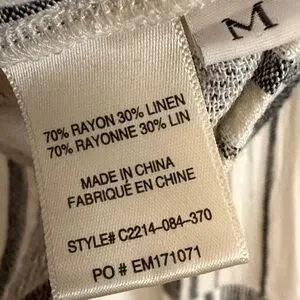 M
70% RAYON 30% LINEN
70% RAYONNE 30% LIN
MADE IN CHINA
FABRIQUÉ EN CHINE
STYLE# C2214-084-370
PO # EM171071